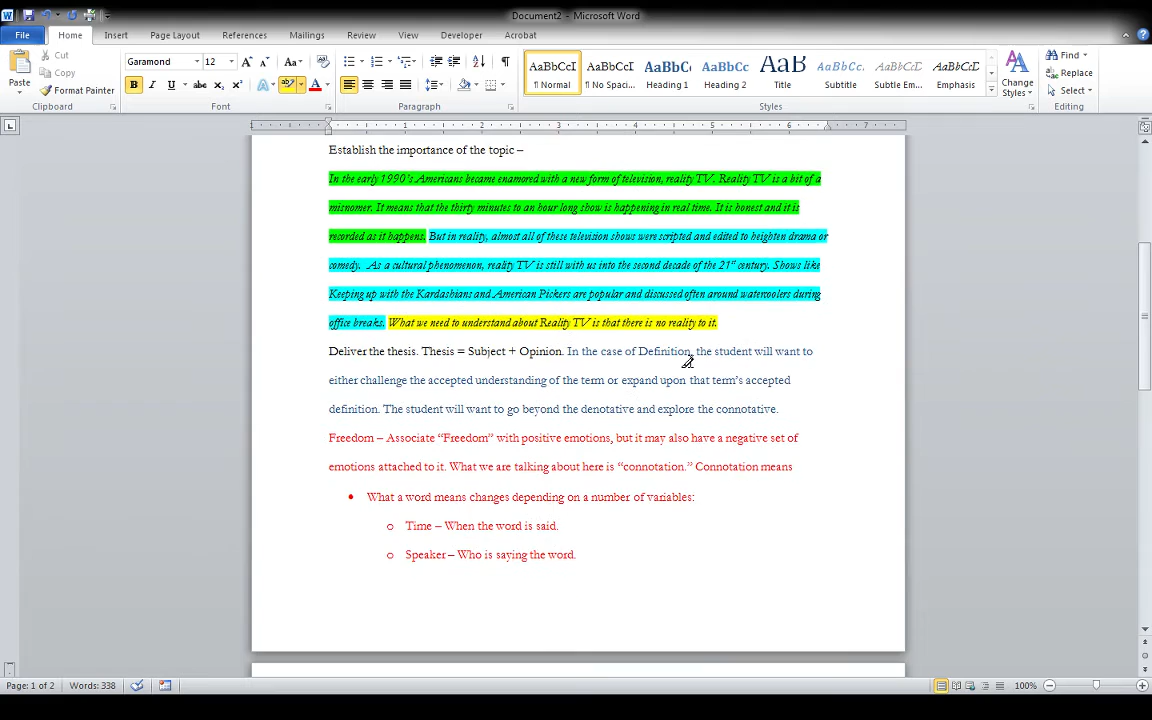 Document2 - Microsoft Word
File Home Insert Page Layout References Mailings Review View Developer Acrobat
Paste
Cut
Copy
Format Painter
Clipboard
Garamond 12
Font
Paragraph
AaBbCcI AaBbCcI AaBbCc AaBbCc AaB AaBbCc. AaBbCcI AaBbCcI
¶ Normal ¶ No Spaci... Heading 1 Heading 2 Title Subtitle Subtle Em... Emphasis
Change Styles
Styles
Find
Replace
Select
Editing
1 2 3 4 5 6 7
Establish the importance of the topic –
In the early 1990's Americans became enamored with a new form of television, reality TV. Reality TV is a bit of a
misnomer. It means that the thirty minutes to an hour long show is happening in real time. It is honest and it is
recorded as it happens. But in reality, almost all of these television shows were scripted and edited to heighten drama or
comedy. As a cultural phenomenon, reality TV is still with us into the second decade of the 21st century. Shows like
Keeping up with the Kardashians and American Pickers are popular and discussed often around watercoolers during
office breaks. What we need to understand about Reality TV is that there is no reality to it.
Deliver the thesis. Thesis = Subject + Opinion. In the case of Definition, the student will want to
either challenge the accepted understanding of the term or expand upon that term's accepted
definition. The student will want to go beyond the denotative and explore the connotative.
Freedom – Associate “Freedom” with positive emotions, but it may also have a negative set of
emotions attached to it. What we are talking about here is “connotation.” Connotation means
• What a word means changes depending on a number of variables:
o Time – When the word is said.
o Speaker – Who is saying the word.
Page: 1 of 2 Words: 338 100%